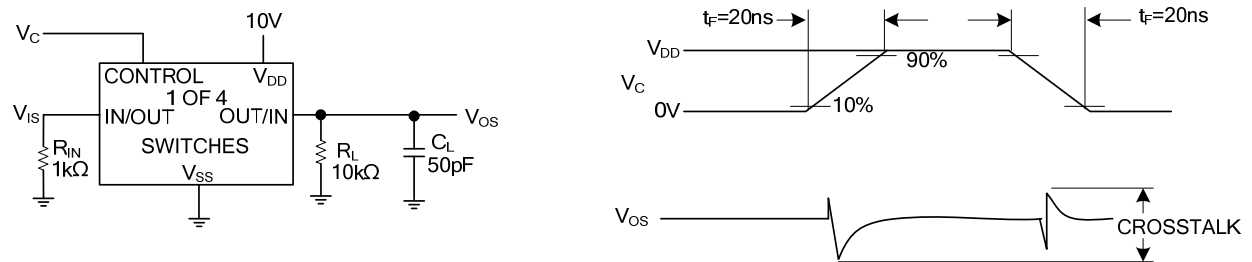 V_C
10V
CONTROL
V_DD
1 OF 4
V_IS
IN/OUT
OUT/IN
V_OS
SWITCHES
R_IN
1kΩ
V_SS
R_L
10kΩ
C_L
50pF
t_F=20ns
t_F=20ns
V_DD
90%
V_C
10%
0V
V_OS
CROSSTALK